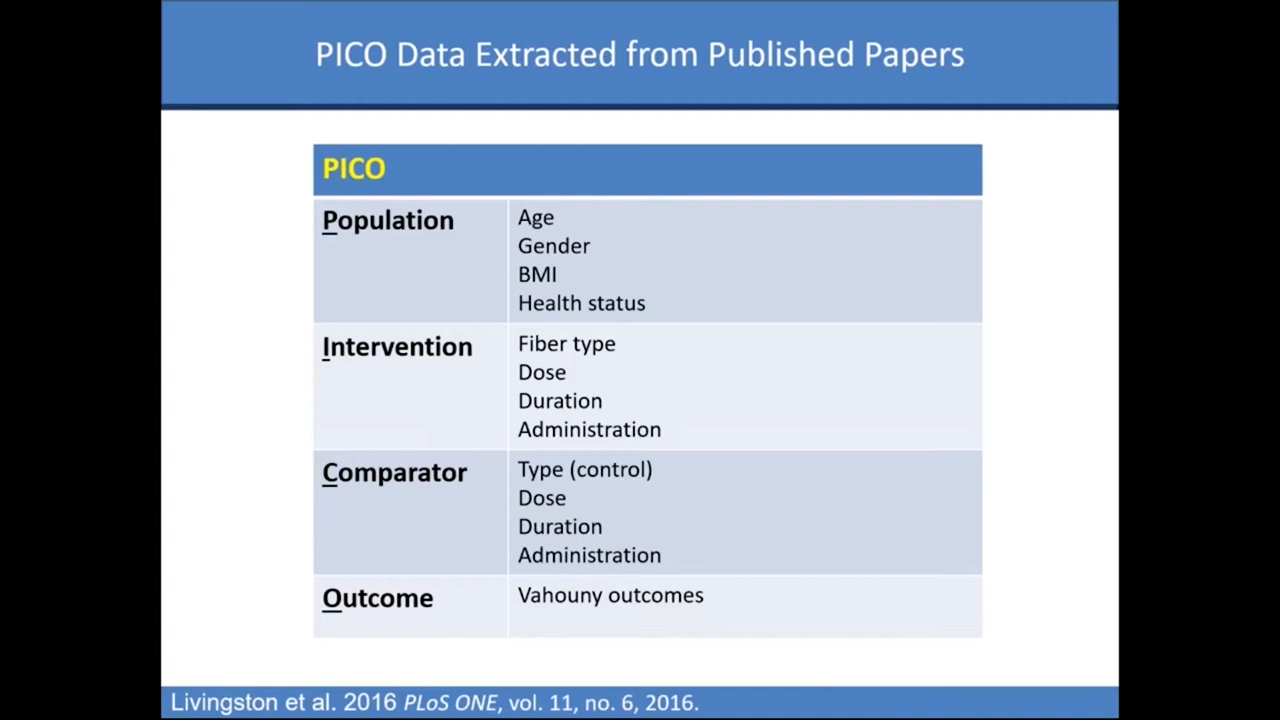 PICO Data Extracted from Published Papers
PICO
Population
Age
Gender
BMI
Health status
Intervention
Fiber type
Dose
Duration
Administration
Comparator
Type (control)
Dose
Duration
Administration
Outcome
Vahouny outcomes
Livingston et al. 2016 PLoS ONE, vol. 11, no. 6, 2016.